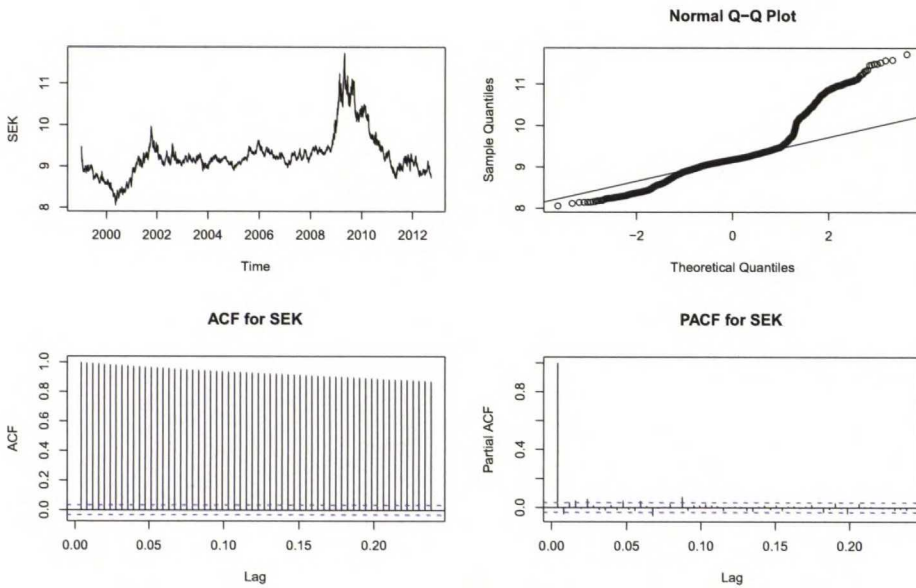 SEK
11
10
9
8
2000 2002 2004 2006 2008 2010 2012
Time
Normal Q−Q Plot
Sample Quantiles
11
10
9
8
−2 0 2
Theoretical Quantiles
ACF for SEK
ACF
1.0
0.8
0.6
0.4
0.2
0.0
0.00 0.05 0.10 0.15 0.20
Lag
PACF for SEK
Partial ACF
0.8
0.4
0.0
0.00 0.05 0.10 0.15 0.20
Lag